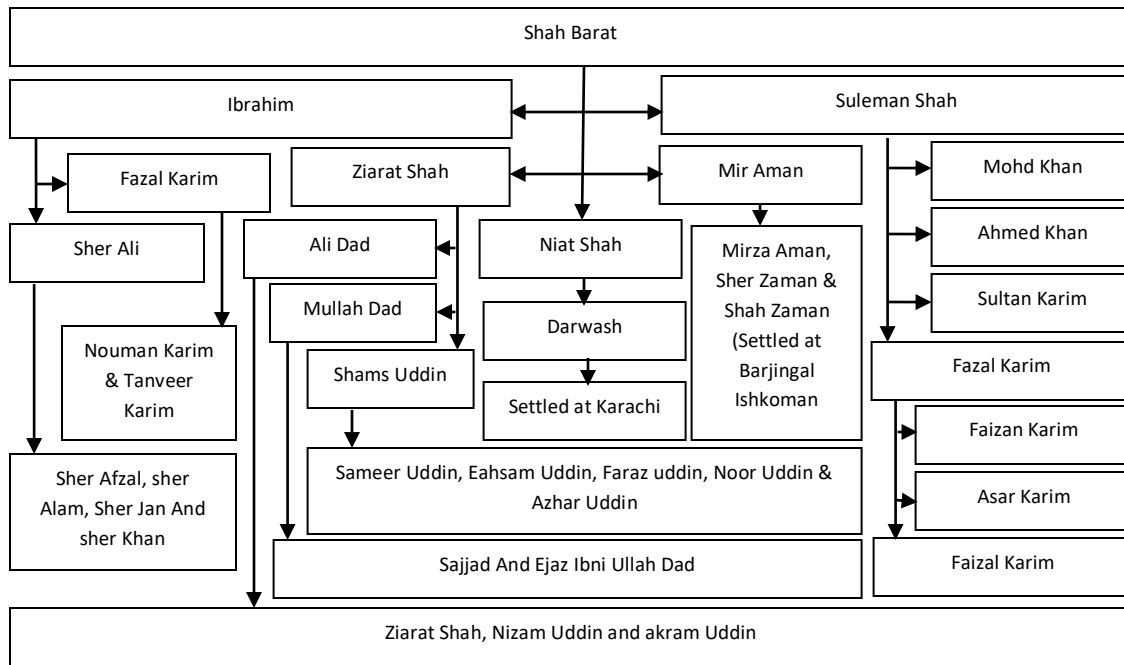 Shah Barat
Ibrahim
Suleman Shah
Fazal Karim
Ziarat Shah
Mir Aman
Mohd Khan
Sher Ali
Ali Dad
Niat Shah
Mirza Aman,
Sher Zaman &
Shah Zaman
(Settled at
Barjingal
Ishkoman
Ahmed Khan
Mullah Dad
Darwash
Sultan Karim
Nouman Karim
& Tanveer
Karim
Shams Uddin
Settled at Karachi
Fazal Karim
Faizan Karim
Sher Afzal, sher
Alam, Sher Jan And
sher Khan
Sameer Uddin, Eahsam Uddin, Faraz uddin, Noor Uddin &
Azhar Uddin
Asar Karim
Sajjad And Ejaz Ibni Ullah Dad
Faizal Karim
Ziarat Shah, Nizam Uddin and akram Uddin